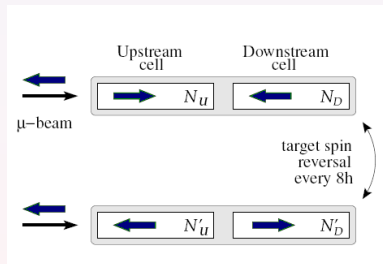 Upstream cell
Downstream cell
N_U
N_D
μ−beam
target spin
reversal
every 8h
N'_U
N'_D